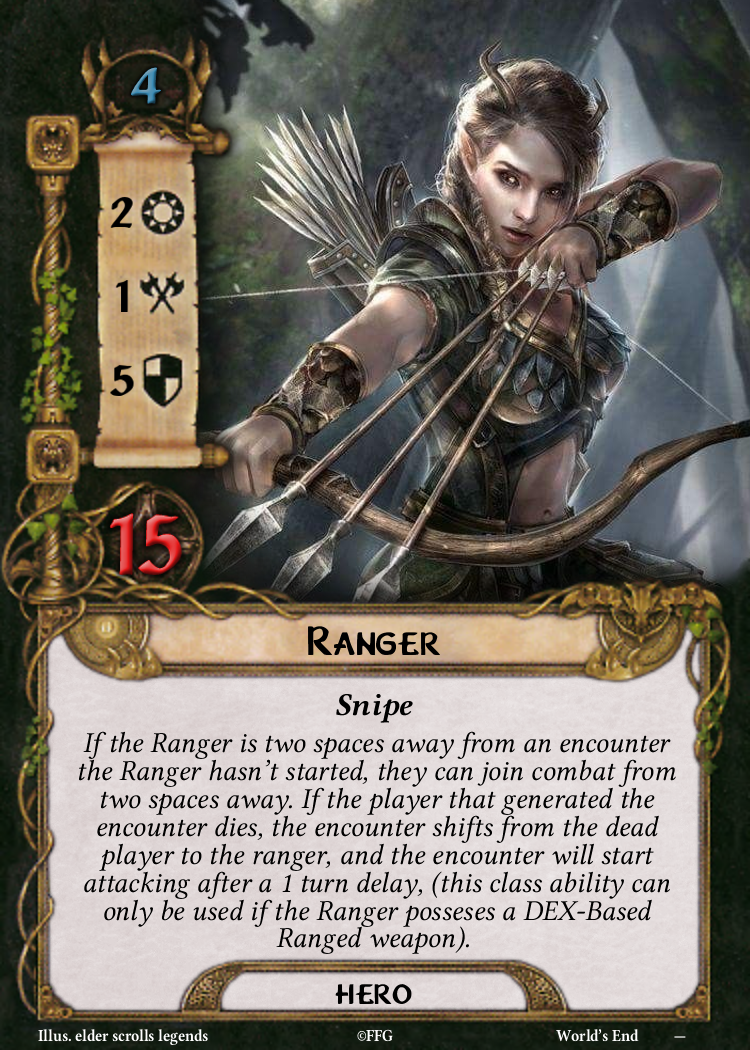 4
2
1
5
15
Ranger
Snipe
If the Ranger is two spaces away from an encounter
the Ranger hasn't started, they can join combat from
two spaces away. If the player that generated the
encounter dies, the encounter shifts from the dead
player to the ranger, and the encounter will start
attacking after a 1 turn delay, (this class ability can
only be used if the Ranger posseses a DEX-Based
Ranged weapon).
HERO
Illus. elder scrolls legends ©FFG World's End —